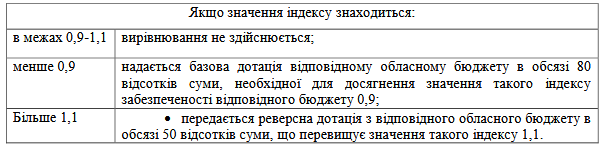 Якщо значення індексу знаходиться:
в межах 0,9-1,1 вирівнювання не здійснюється;
менше 0,9 надається базова дотація відповідному обласному бюджету в обсязі 80
відсотків суми, необхідної для досягнення значення такого індексу
забезпеченості відповідного бюджету 0,9;
Більше 1,1 • передається реверсна дотація з відповідного обласного бюджету в
обсязі 50 відсотків суми, що перевищує значення такого індексу 1,1.